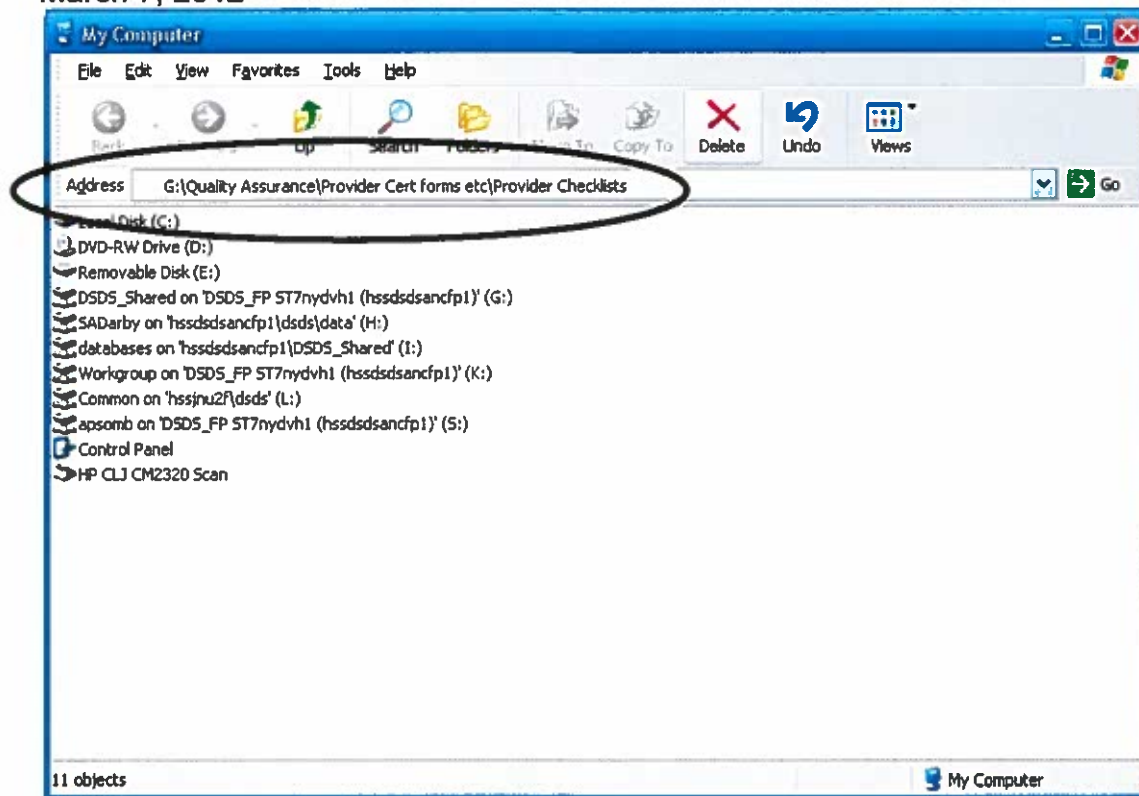 My Computer
File Edit View Favorites Tools Help
Up Search Folders Copy To Delete Undo Views
Address G:\Quality Assurance\Provider Cert forms etc\Provider Checklists Go
Local Disk (C:)
DVD-RW Drive (D:)
Removable Disk (E:)
DSDS_Shared on 'DSDS_FP ST7nydvh1 (hssdsdsancfp1)' (G:)
SADarby on 'hssdsdsancfp1\dsds\data' (H:)
databases on 'hssdsdsancfp1\DSDS_Shared' (I:)
Workgroup on 'DSDS_FP ST7nydvh1 (hssdsdsancfp1)' (K:)
Common on 'hssjnu2f\dsds' (L:)
apsomb on 'DSDS_FP ST7nydvh1 (hssdsdsancfp1)' (S:)
Control Panel
HP CLJ CM2320 Scan
11 objects My Computer